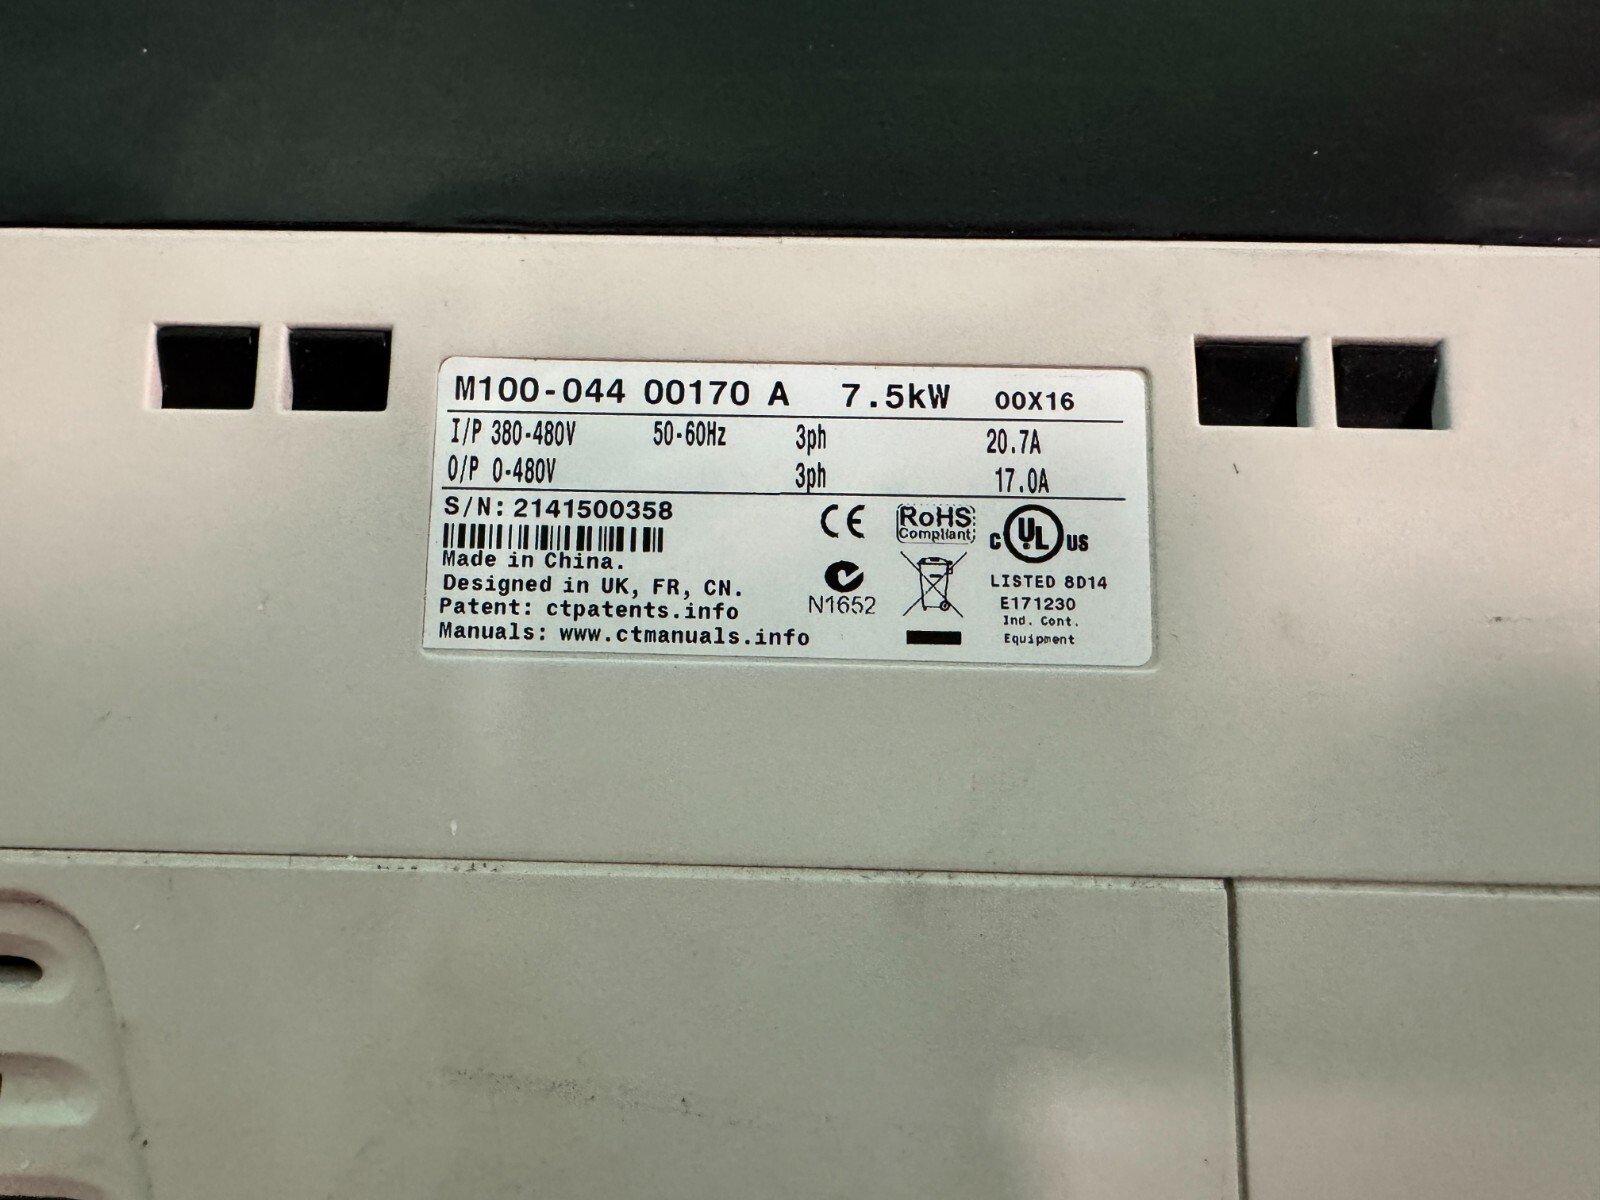 M100-044 00170 A 7.5kW 00X16
I/P 380-480V 50-60Hz 3ph 20.7A
O/P 0-480V 3ph 17.0A
S/N: 2141500358
Made in China.
Designed in UK, FR, CN.
Patent: ctpatents.info
Manuals: www.ctmanuals.info
CE
RoHS
Compliant
N1652
c UL US
LISTED 8D14
E171230
Ind. Cont.
Equipment